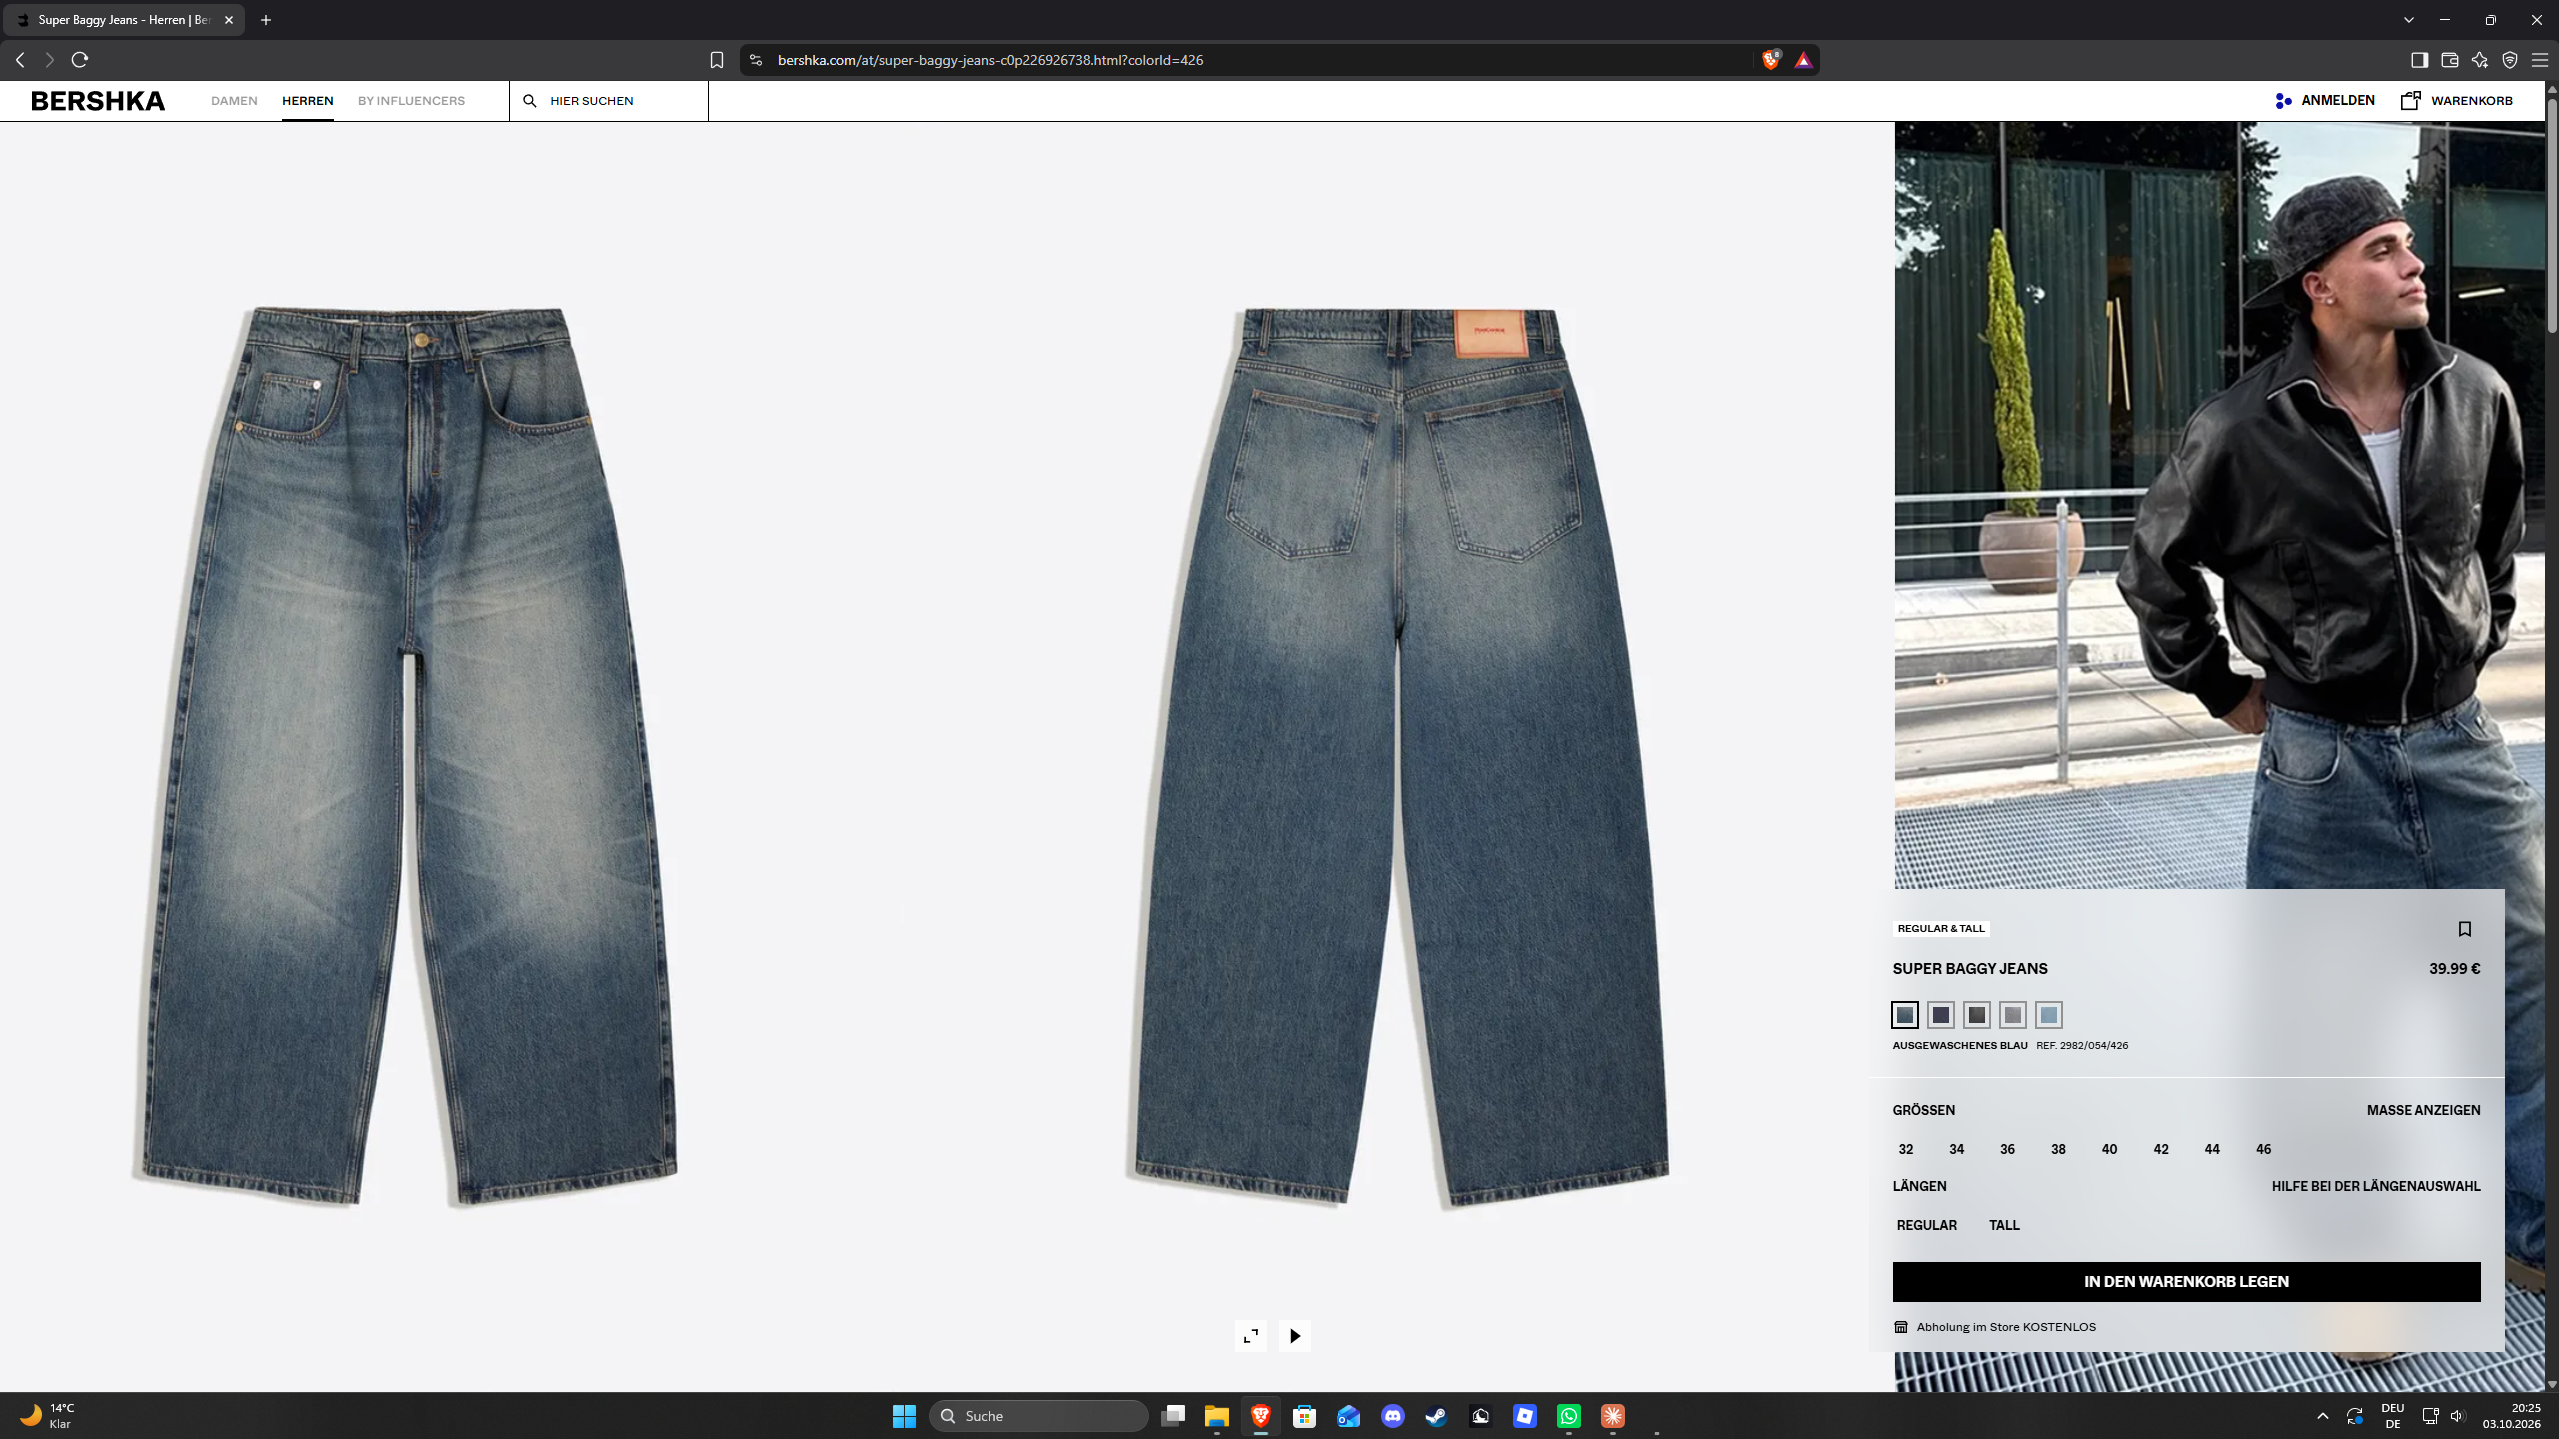 Super Baggy Jeans - Herren | Ber
bershka.com/at/super-baggy-jeans-c0p226926738.html?colorId=426
BERSHKA
DAMEN
HERREN
BY INFLUENCERS
HIER SUCHEN
ANMELDEN
WARENKORB
REGULAR & TALL
SUPER BAGGY JEANS
39.99 €
AUSGEWASCHENES BLAU REF. 2982/054/426
GRÖSSEN
MASSE ANZEIGEN
32 34 36 38 40 42 44 46
LÄNGEN
HILFE BEI DER LÄNGENAUSWAHL
REGULAR TALL
IN DEN WARENKORB LEGEN
Abholung im Store KOSTENLOS
14°C
Klar
Suche
DEU
DE
20:25
03.10.2026